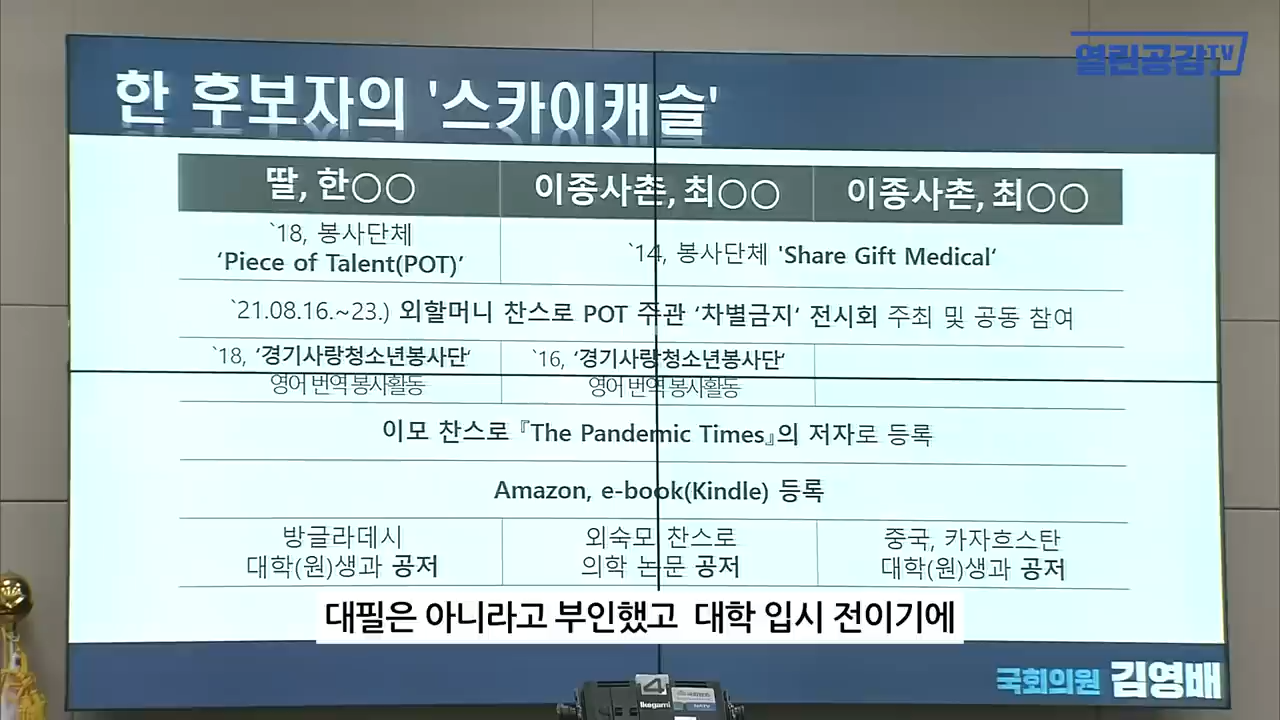 열린공감TV
한 후보자의 '스카이캐슬'
딸, 한○○ 이종사촌, 최○○ 이종사촌, 최○○
`18, 봉사단체
‘Piece of Talent(POT)’
`14, 봉사단체 'Share Gift Medical‘
`21.08.16.~23.) 외할머니 찬스로 POT 주관 ‘차별금지‘ 전시회 주최 및 공동 참여
`18, ‘경기사랑청소년봉사단‘
영어 번역 봉사활동
`16, ‘경기사랑청소년봉사단‘
영어 번역 봉사활동
이모 찬스로 『The Pandemic Times』의 저자로 등록
Amazon, e-book(Kindle) 등록
방글라데시
대학(원)생과 공저
외숙모 찬스로
의학 논문 공저
중국, 카자흐스탄
대학(원)생과 공저
대필은 아니라고 부인했고 대학 입시 전이기에
국회의원 김영배
4
Ikegami